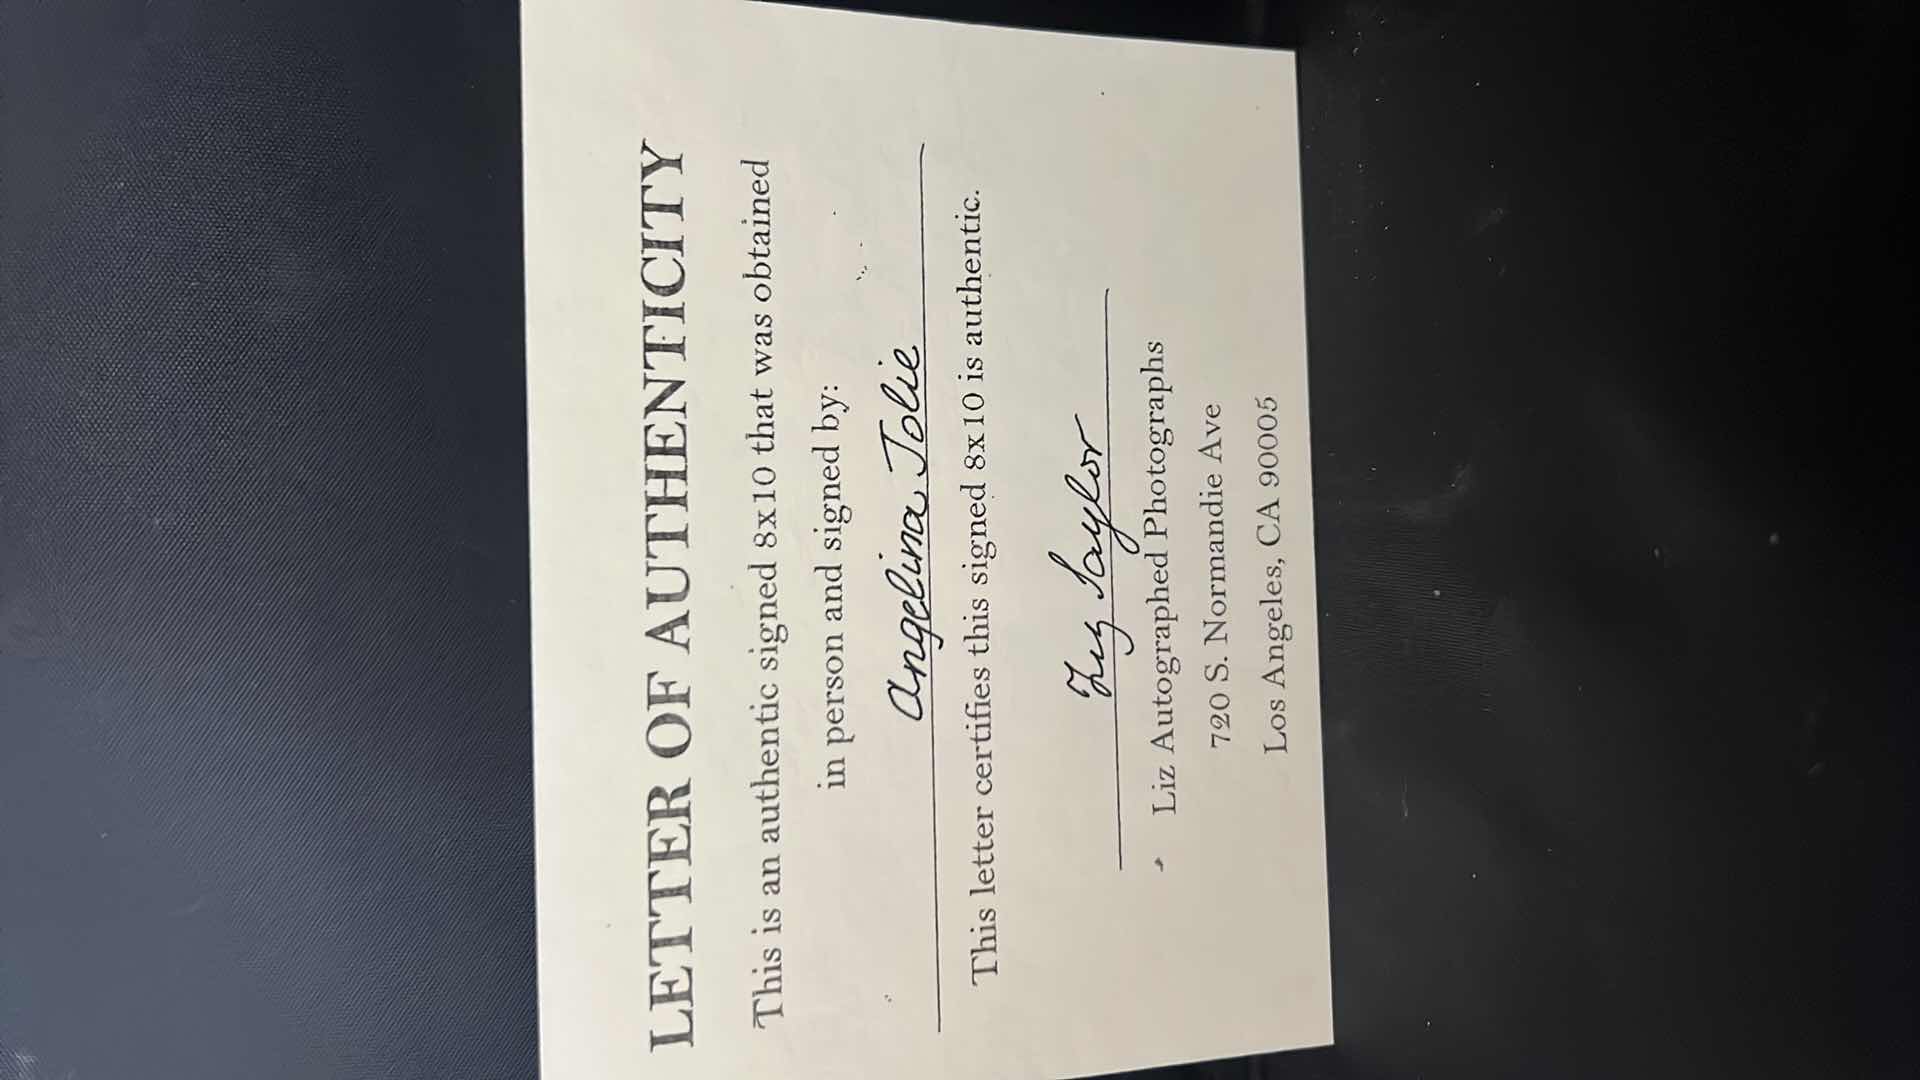 LETTER OF AUTHENTICITY
This is an authentic signed 8x10 that was obtained
in person and signed by:
Angelina Jolie
This letter certifies this signed 8x10 is authentic.
Liz Taylor
Liz Autographed Photographs
720 S. Normandie Ave
Los Angeles, CA 90005